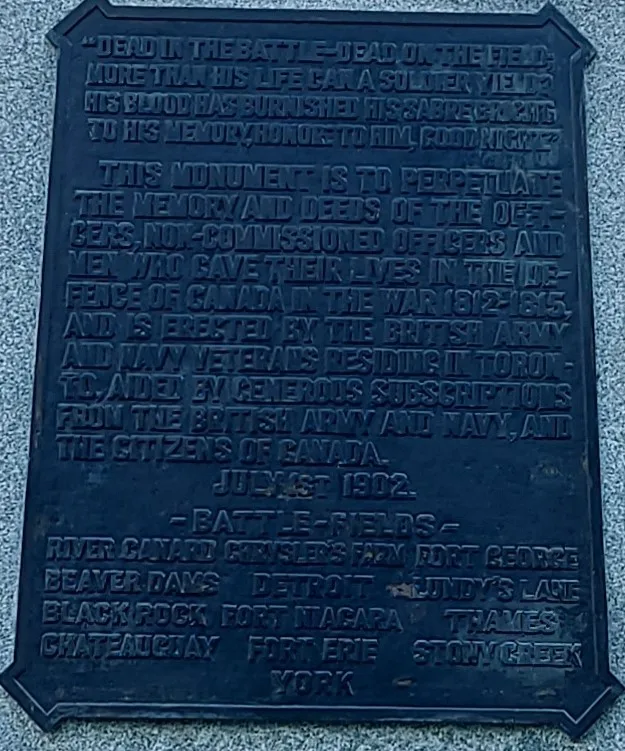 "DEAD IN THE BATTLE-DEAD ON THE FIELD;
MORE THAN HIS LIFE CAN A SOLDIER YIELD?
HIS BLOOD HAS BURNISHED HIS SABRE BRIGHT
TO HIS MEMORY, HONOR: TO HIM, GOOD NIGHT"
THIS MONUMENT IS TO PERPETUATE
THE MEMORY AND DEEDS OF THE OFFI-
CERS, NON-COMMISSIONED OFFICERS AND
MEN WHO GAVE THEIR LIVES IN THE DE-
FENCE OF CANADA IN THE WAR 1812-1815,
AND IS ERECTED BY THE BRITISH ARMY
AND NAVY VETERANS RESIDING IN TORON-
TO, AIDED BY GENEROUS SUBSCRIPTIONS
FROM THE BRITISH ARMY AND NAVY, AND
THE CITIZENS OF CANADA.
JULY 1ST 1902.
-BATTLE-FIELDS-
RIVER CANARD CHRYSLER'S FARM FORT GEORGE
BEAVER DAMS DETROIT LUNDY'S LANE
BLACK ROCK FORT NIAGARA THAMES
CHATEAUGUAY FORT ERIE STONY CREEK
YORK